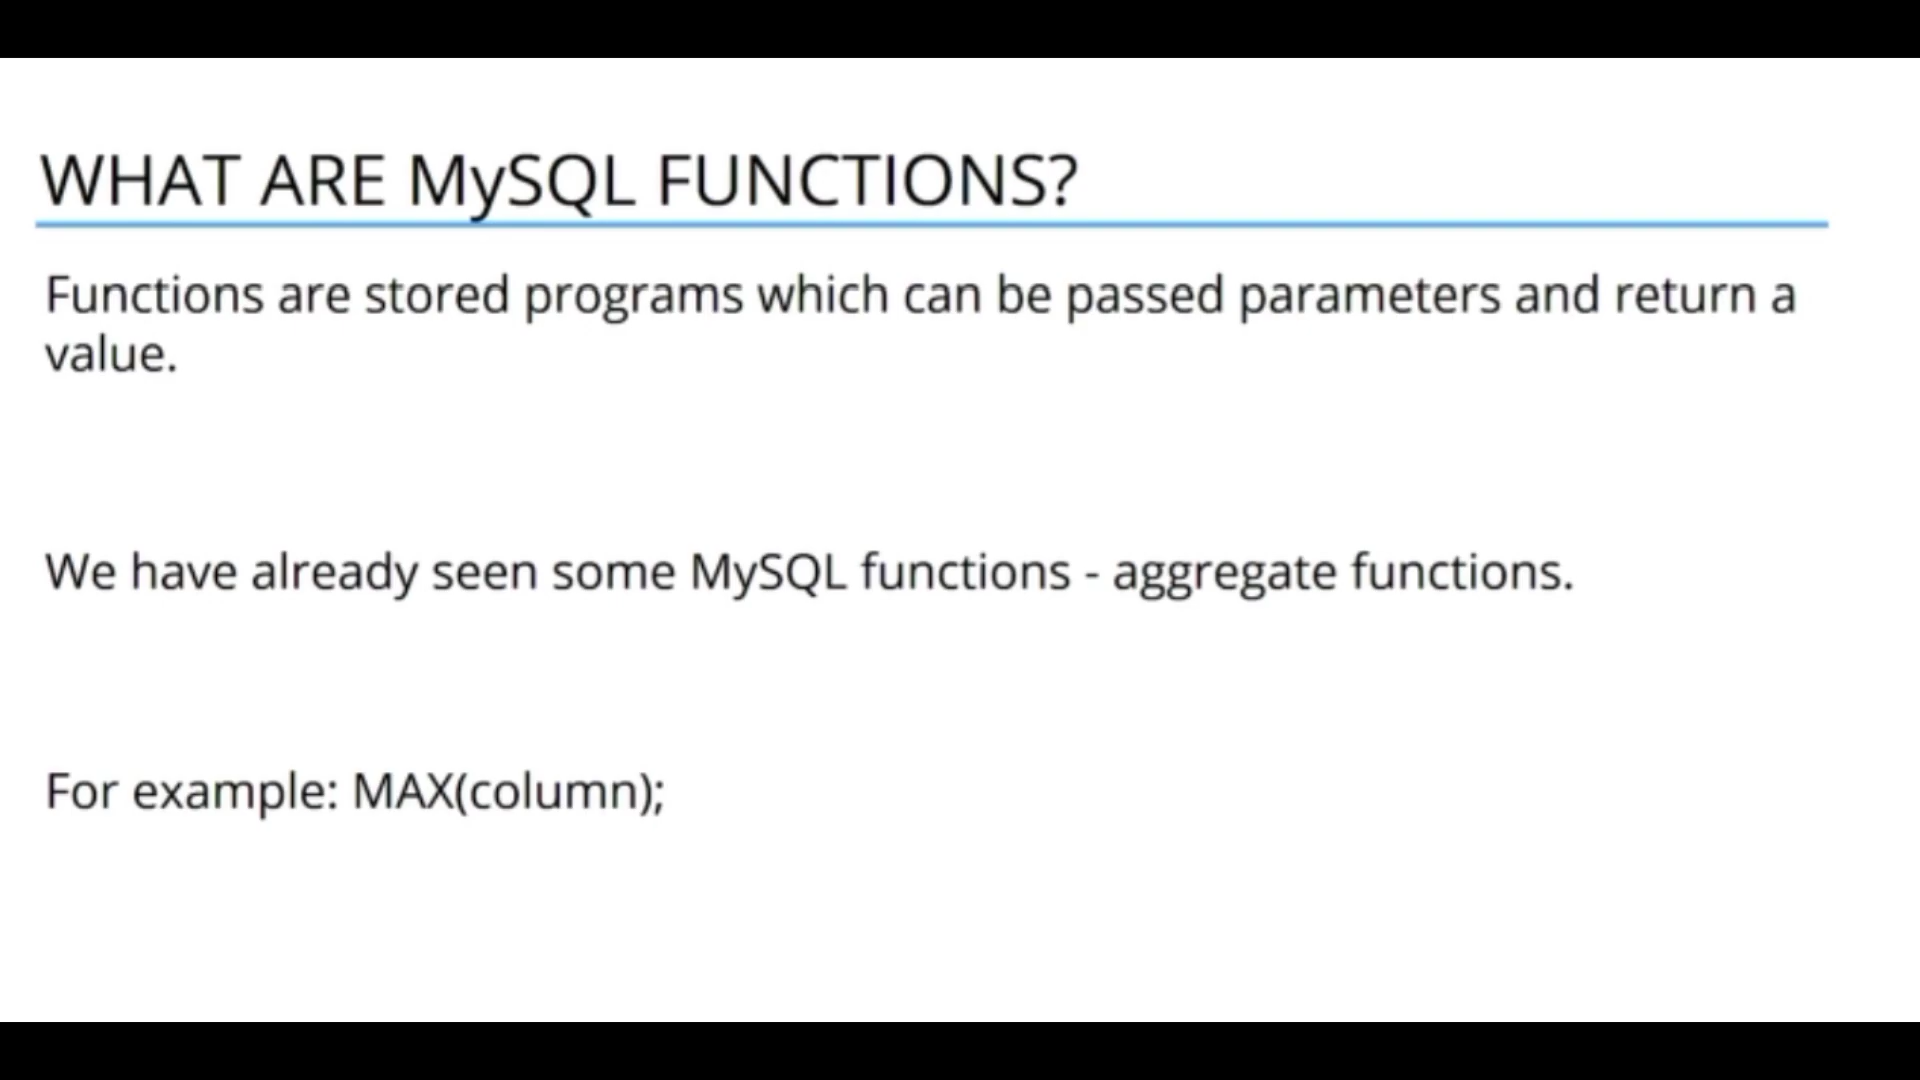 WHAT ARE MySQL FUNCTIONS?
Functions are stored programs which can be passed parameters and return a
value.
We have already seen some MySQL functions - aggregate functions.
For example: MAX(column);